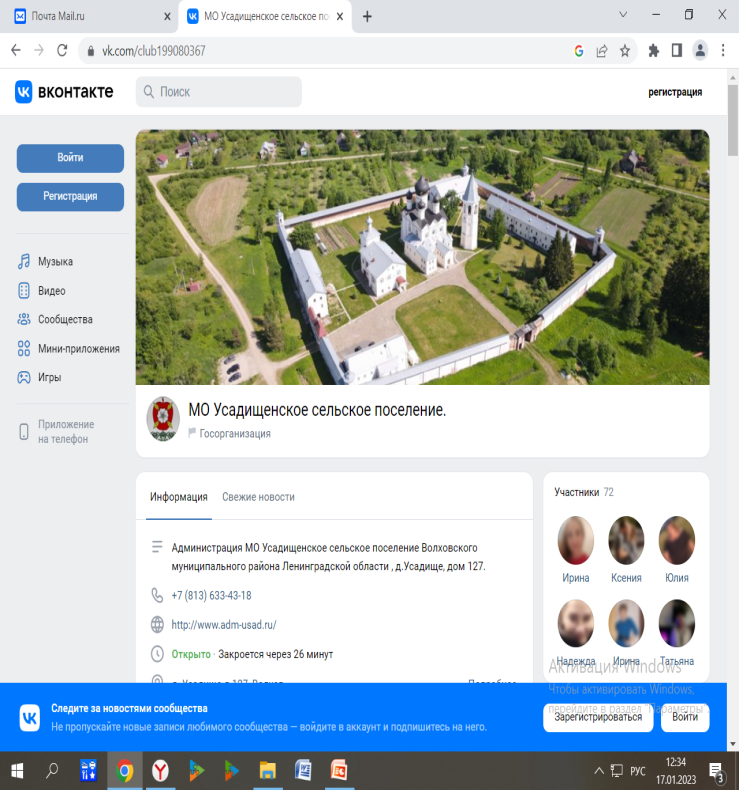 Почта Mail.ru
МО Усадищенское сельское по
vk.com/club199080367
вконтакте
Поиск
регистрация
Войти
Регистрация
Музыка
Видео
Сообщества
Мини-приложения
Игры
Приложение
на телефон
МО Усадищенское сельское поселение.
Госорганизация
Информация
Свежие новости
Администрация МО Усадищенское сельское поселение Волховского
муниципального района Ленинградской области , д.Усадище, дом 127.
+7 (813) 633-43-18
http://www.adm-usad.ru/
Открыто · Закроется через 26 минут
Участники 72
Ирина
Ксения
Юлия
Надежда
Ирина
Татьяна
Активация Windows
Чтобы активировать Windows,
перейдите в раздел "Параметры".
Следите за новостями сообщества
Не пропускайте новые записи любимого сообщества — войдите в аккаунт и подпишитесь на него.
Зарегистрироваться
Войти
РУС
12:34
17.01.2023
3